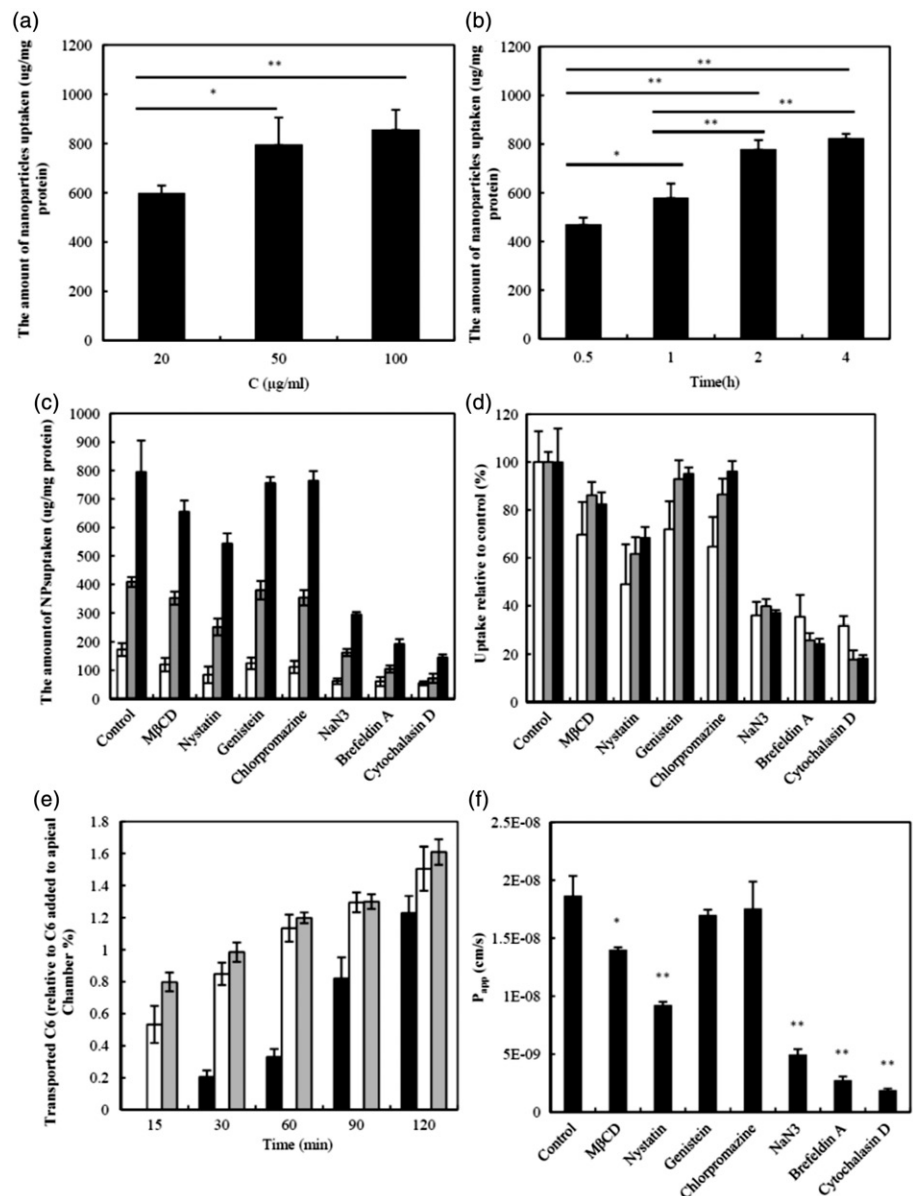 (a)
The amount of nanoparticles uptaken (ug/mg
protein)
1200
1000
800
600
400
200
0
**
*
20 50 100
C (μg/ml)
(b)
The amount of nanoparticles uptaken (ug/mg
protein)
1200
1000
800
600
400
200
0
**
**
**
**
*
0.5 1 2 4
Time(h)
(c)
The amountof NPsuptaken (ug/mg protein)
1000
900
800
700
600
500
400
300
200
100
0
Control
MβCD
Nystatin
Genistein
Chlorpromazine
NaN3
Brefeldin A
Cytochalasin D
(d)
Uptake relative to control (%)
120
100
80
60
40
20
0
Control
MβCD
Nystatin
Genistein
Chlorpromazine
NaN3
Brefeldin A
Cytochalasin D
(e)
Transported C6 (relative to C6 added to apical
Chamber %)
1.8
1.6
1.4
1.2
1
0.8
0.6
0.4
0.2
0
15 30 60 90 120
Time (min)
(f)
Papp (cm/s)
2.5E-08
2E-08
1.5E-08
1E-08
5E-09
0
*
**
**
**
**
Control
MβCD
Nystatin
Genistein
Chlorpromazine
NaN3
Brefeldin A
Cytochalasin D